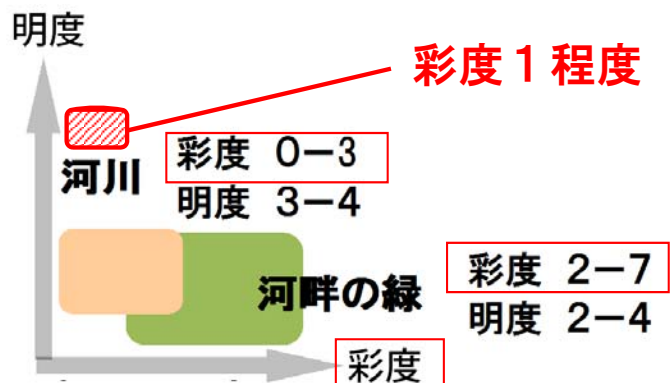 明度
彩度１程度
河川
彩度 0－3
明度 3－4
河畔の緑
彩度 2－7
明度 2－4
彩度